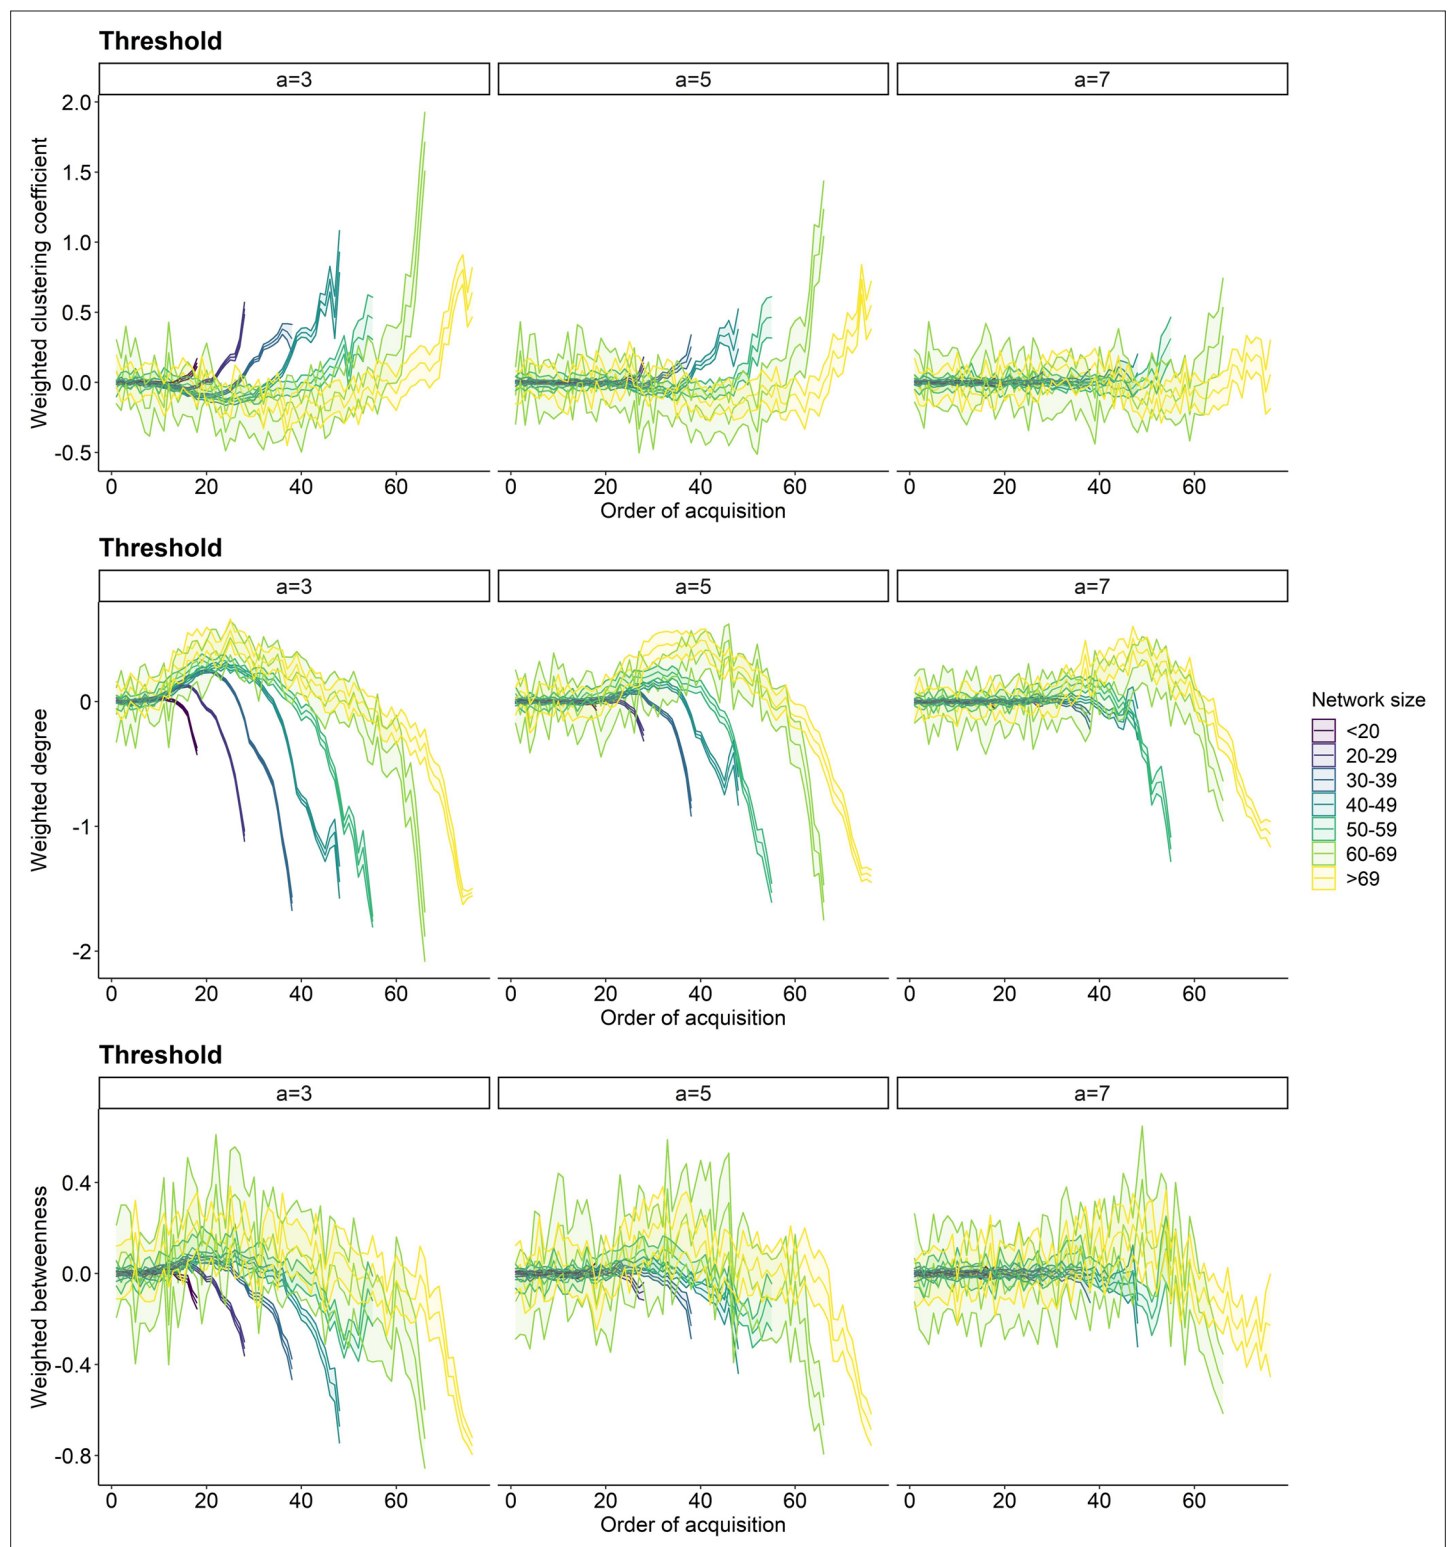 Threshold
a=3 a=5 a=7
Weighted clustering coefficient
2.0
1.5
1.0
0.5
0.0
-0.5
0 20 40 60 0 20 40 60 0 20 40 60
Order of acquisition
Threshold
a=3 a=5 a=7
Weighted degree
0
-1
-2
0 20 40 60 0 20 40 60 0 20 40 60
Order of acquisition
Network size
<20
20-29
30-39
40-49
50-59
60-69
>69
Threshold
a=3 a=5 a=7
Weighted betweenness
0.4
0.0
-0.4
-0.8
0 20 40 60 0 20 40 60 0 20 40 60
Order of acquisition